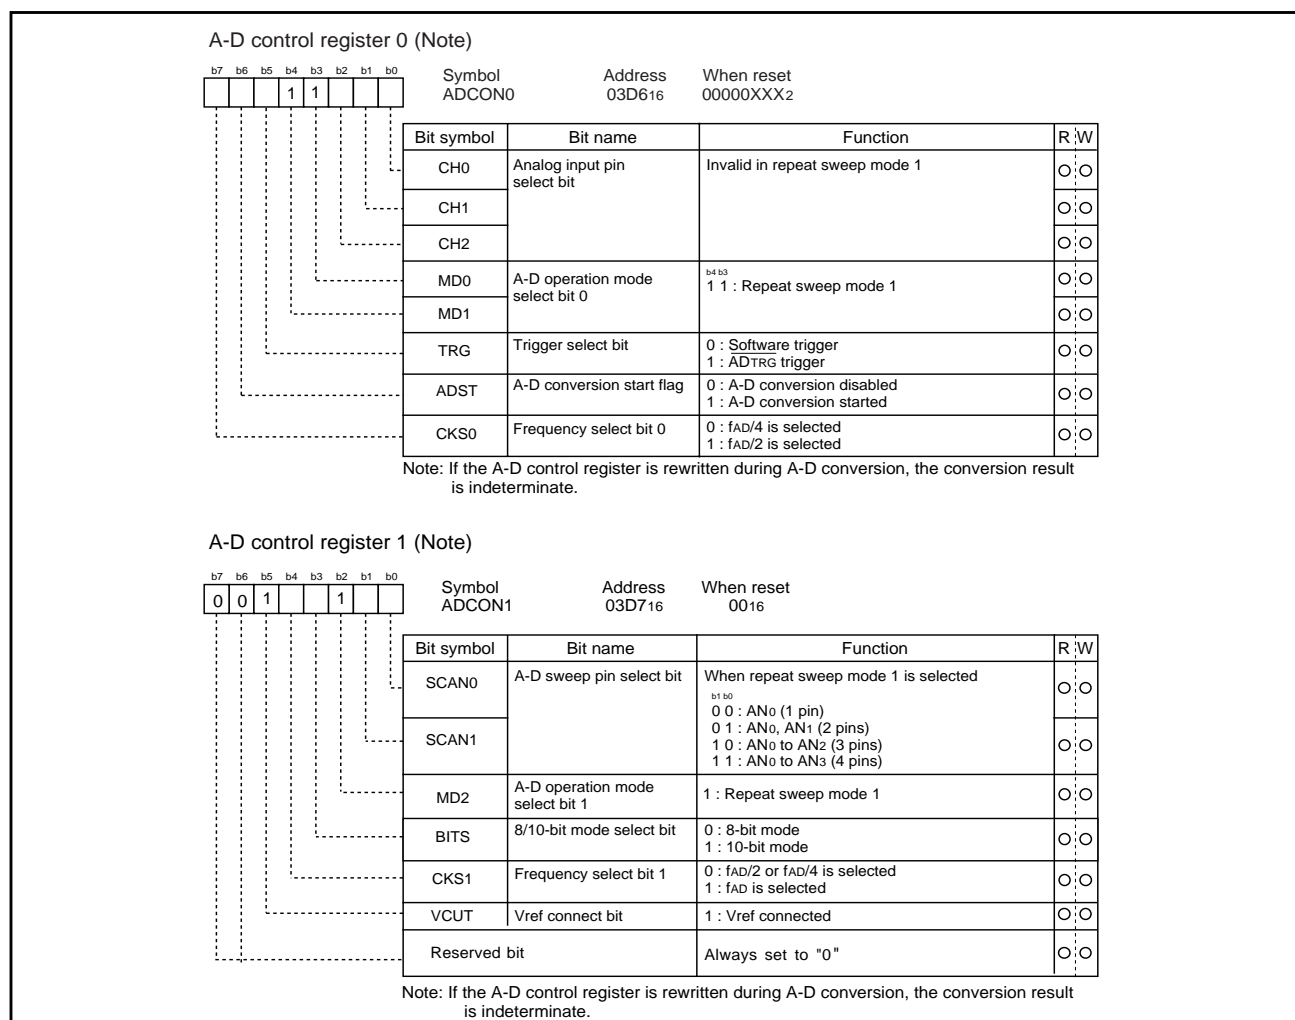 A-D control register 0 (Note)
b7 b6 b5 b4 b3 b2 b1 b0
1 1
Symbol Address When reset
ADCON0 03D616 00000XXX2
Bit symbol Bit name Function R W
CH0 Analog input pin select bit Invalid in repeat sweep mode 1
CH1
CH2
MD0 A-D operation mode select bit 0 b4 b3
1 1 : Repeat sweep mode 1
MD1
TRG Trigger select bit 0 : Software trigger
1 : ADTRG trigger
ADST A-D conversion start flag 0 : A-D conversion disabled
1 : A-D conversion started
CKS0 Frequency select bit 0 0 : fAD/4 is selected
1 : fAD/2 is selected
Note: If the A-D control register is rewritten during A-D conversion, the conversion result
is indeterminate.
A-D control register 1 (Note)
b7 b6 b5 b4 b3 b2 b1 b0
0 0 1 1
Symbol Address When reset
ADCON1 03D716 0016
Bit symbol Bit name Function R W
SCAN0 A-D sweep pin select bit When repeat sweep mode 1 is selected
b1 b0
0 0 : AN0 (1 pin)
0 1 : AN0, AN1 (2 pins)
SCAN1 1 0 : AN0 to AN2 (3 pins)
1 1 : AN0 to AN3 (4 pins)
MD2 A-D operation mode select bit 1 1 : Repeat sweep mode 1
BITS 8/10-bit mode select bit 0 : 8-bit mode
1 : 10-bit mode
CKS1 Frequency select bit 1 0 : fAD/2 or fAD/4 is selected
1 : fAD is selected
VCUT Vref connect bit 1 : Vref connected
Reserved bit Always set to "0"
Note: If the A-D control register is rewritten during A-D conversion, the conversion result
is indeterminate.